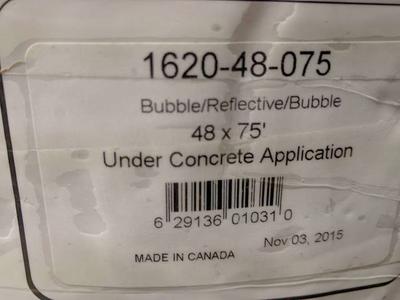 1620-48-075
Bubble/Reflective/Bubble
48 x 75'
Under Concrete Application
6 29136 01031 0
Nov 03, 2015
MADE IN CANADA